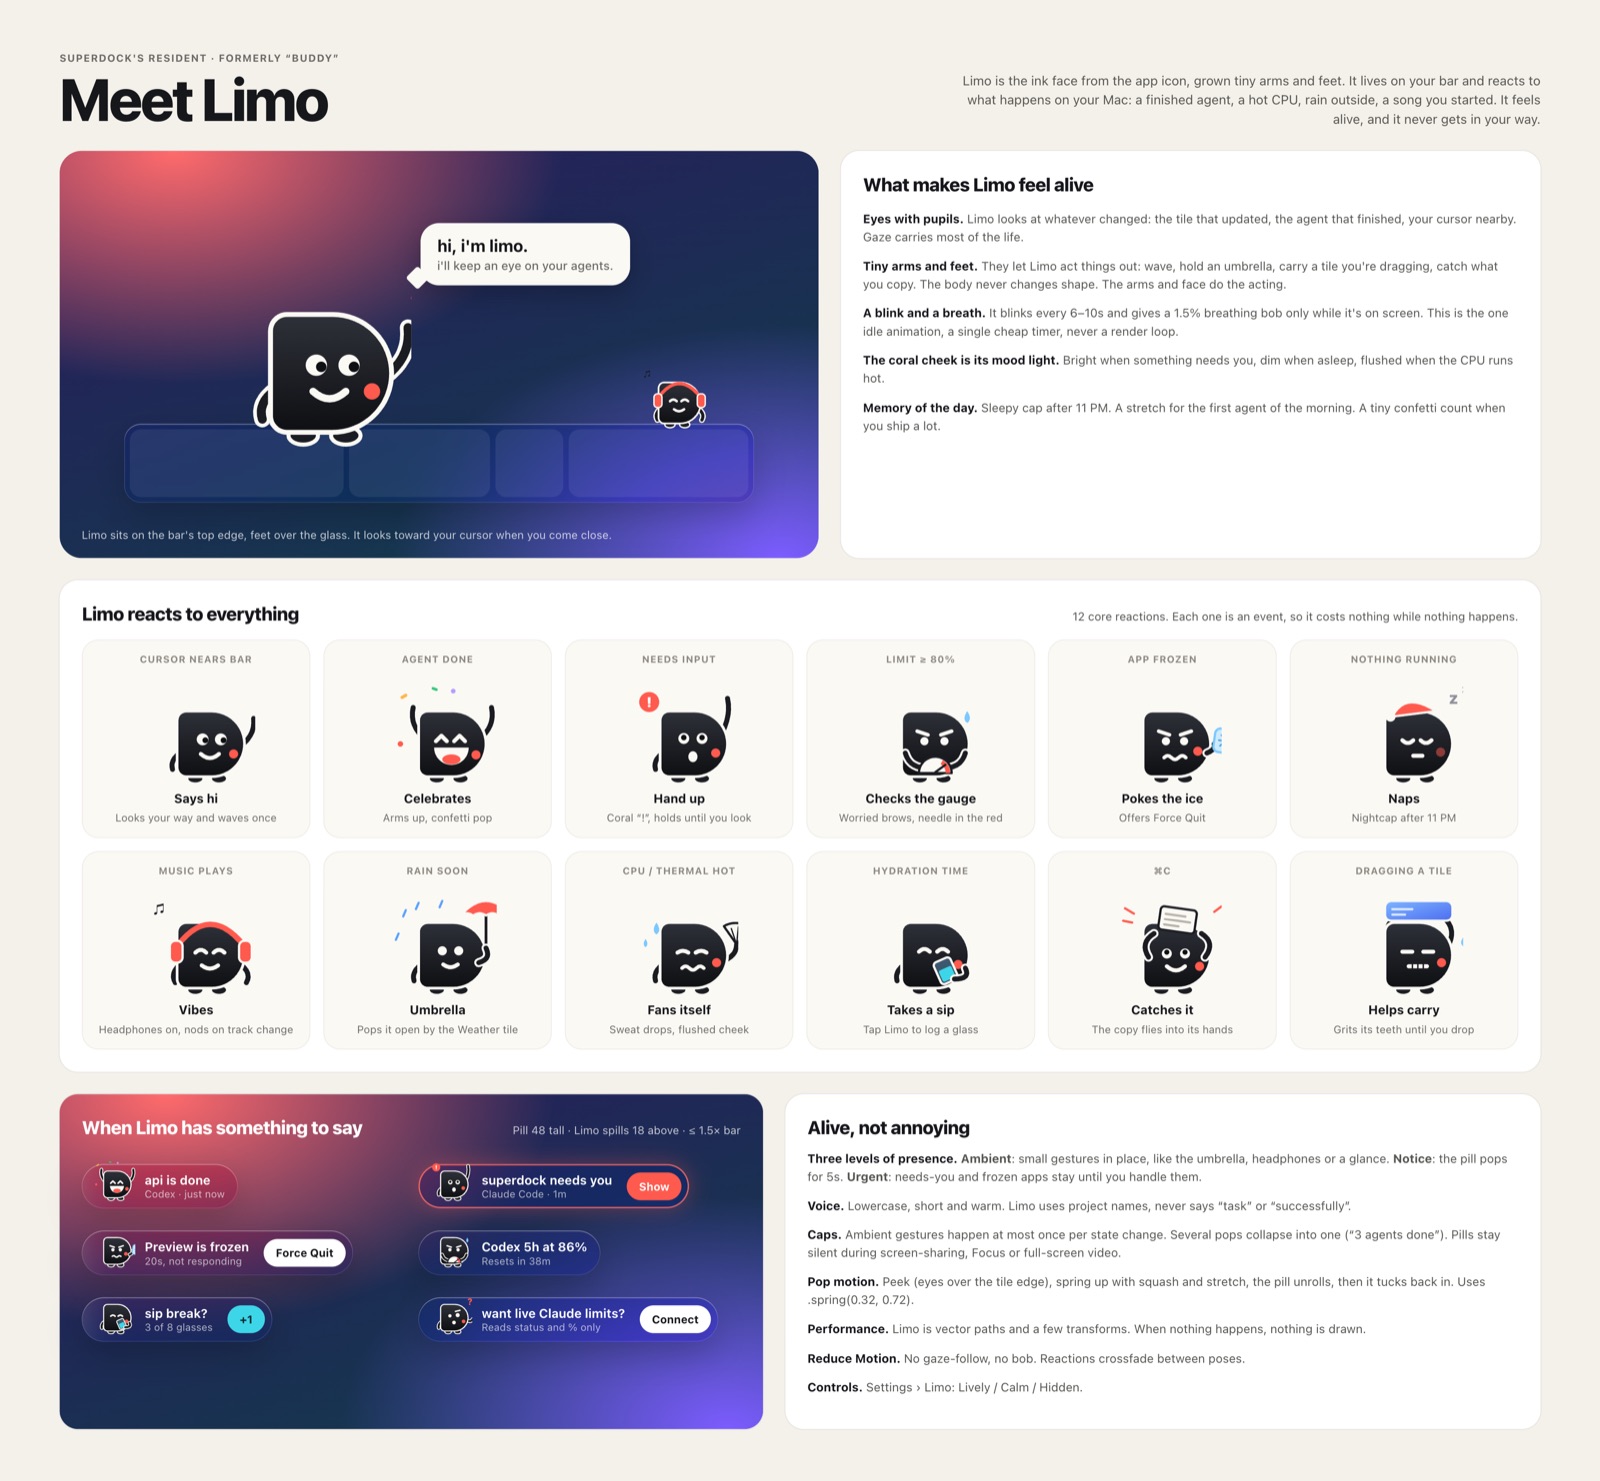 SUPERDOCK'S RESIDENT · FORMERLY “BUDDY”
Meet Limo
Limo is the ink face from the app icon, grown tiny arms and feet. It lives on your bar and reacts to
what happens on your Mac: a finished agent, a hot CPU, rain outside, a song you started. It feels
alive, and it never gets in your way.
hi, i'm limo.
i'll keep an eye on your agents.
Limo sits on the bar's top edge, feet over the glass. It looks toward your cursor when you come close.
What makes Limo feel alive
Eyes with pupils. Limo looks at whatever changed: the tile that updated, the agent that finished, your cursor nearby.
Gaze carries most of the life.
Tiny arms and feet. They let Limo act things out: wave, hold an umbrella, carry a tile you're dragging, catch what
you copy. The body never changes shape. The arms and face do the acting.
A blink and a breath. It blinks every 6–10s and gives a 1.5% breathing bob only while it's on screen. This is the one
idle animation, a single cheap timer, never a render loop.
The coral cheek is its mood light. Bright when something needs you, dim when asleep, flushed when the CPU runs
hot.
Memory of the day. Sleepy cap after 11 PM. A stretch for the first agent of the morning. A tiny confetti count when
you ship a lot.
Limo reacts to everything
12 core reactions. Each one is an event, so it costs nothing while nothing happens.
CURSOR NEARS BAR
Says hi
Looks your way and waves once
AGENT DONE
Celebrates
Arms up, confetti pop
NEEDS INPUT
!
Hand up
Coral “!”, holds until you look
LIMIT ≥ 80%
Checks the gauge
Worried brows, needle in the red
APP FROZEN
Pokes the ice
Offers Force Quit
NOTHING RUNNING
z
Naps
Nightcap after 11 PM
MUSIC PLAYS
♫
Vibes
Headphones on, nods on track change
RAIN SOON
Umbrella
Pops it open by the Weather tile
CPU / THERMAL HOT
Fans itself
Sweat drops, flushed cheek
HYDRATION TIME
Takes a sip
Tap Limo to log a glass
⌘C
Catches it
The copy flies into its hands
DRAGGING A TILE
Helps carry
Grits its teeth until you drop
When Limo has something to say
Pill 48 tall · Limo spills 18 above · ≤ 1.5× bar
api is done
Codex · just now
superdock needs you
Claude Code · 1m
Show
Preview is frozen
20s, not responding
Force Quit
Codex 5h at 86%
Resets in 38m
sip break?
3 of 8 glasses
+1
?
want live Claude limits?
Reads status and % only
Connect
Alive, not annoying
Three levels of presence. Ambient: small gestures in place, like the umbrella, headphones or a glance. Notice: the pill pops
for 5s. Urgent: needs-you and frozen apps stay until you handle them.
Voice. Lowercase, short and warm. Limo uses project names, never says “task” or “successfully”.
Caps. Ambient gestures happen at most once per state change. Several pops collapse into one (“3 agents done”). Pills stay
silent during screen-sharing, Focus or full-screen video.
Pop motion. Peek (eyes over the tile edge), spring up with squash and stretch, the pill unrolls, then it tucks back in. Uses
.spring(0.32, 0.72).
Performance. Limo is vector paths and a few transforms. When nothing happens, nothing is drawn.
Reduce Motion. No gaze-follow, no bob. Reactions crossfade between poses.
Controls. Settings › Limo: Lively / Calm / Hidden.